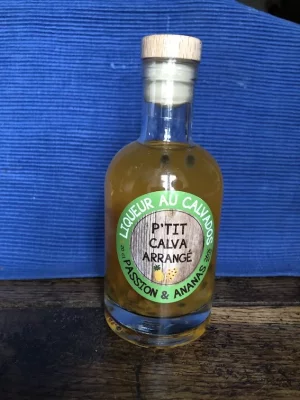 LIQUEUR AU CALVADOS
P'TIT
CALVA
ARRANGÉ
PASSION & ANANAS